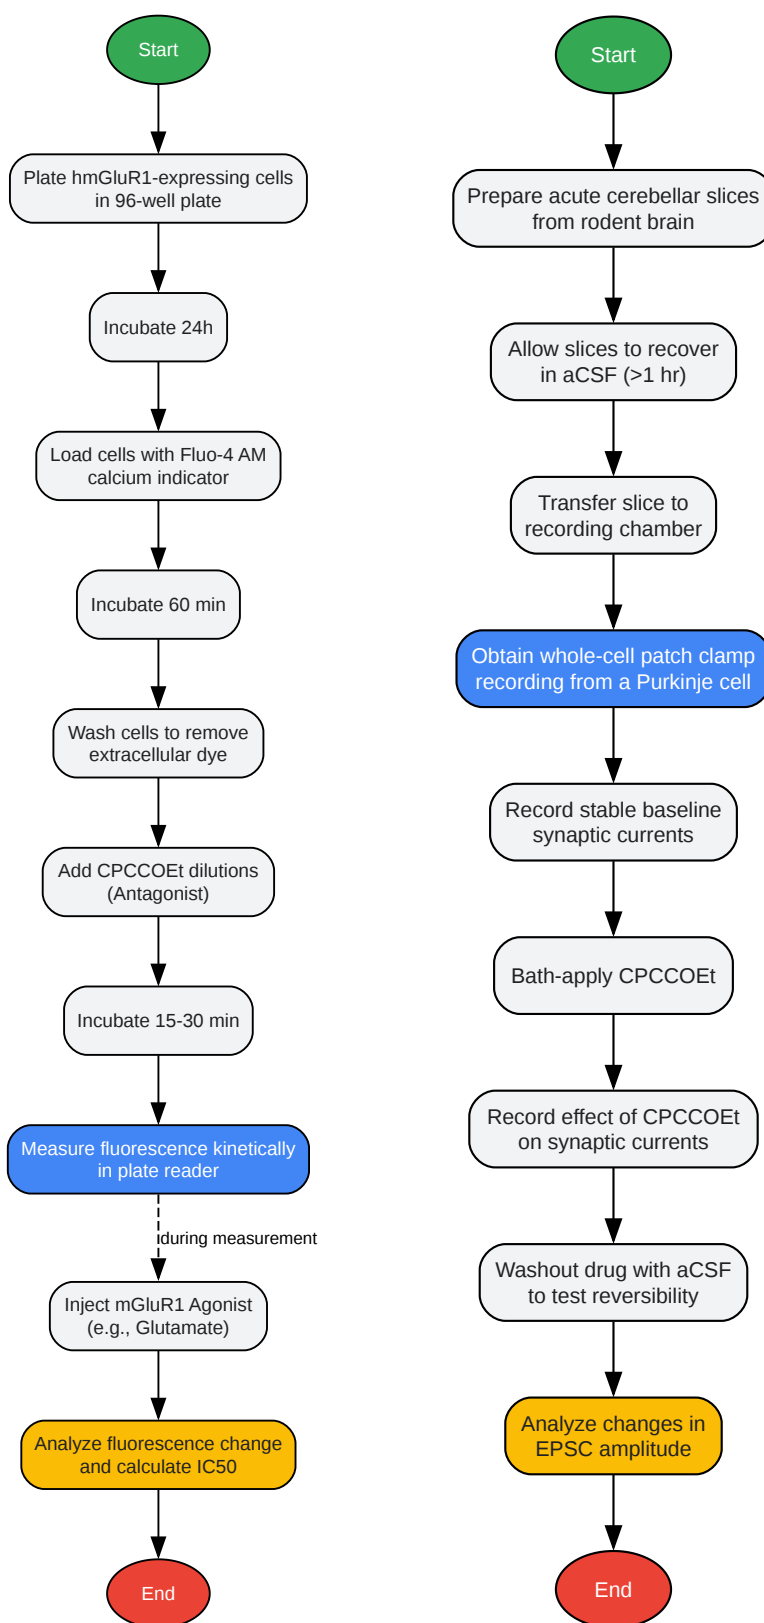 Start
Plate hmGluR1-expressing cells
in 96-well plate
Incubate 24h
Load cells with Fluo-4 AM
calcium indicator
Incubate 60 min
Wash cells to remove
extracellular dye
Add CPCCOEt dilutions
(Antagonist)
Incubate 15-30 min
Measure fluorescence kinetically
in plate reader
during measurement
Inject mGluR1 Agonist
(e.g., Glutamate)
Analyze fluorescence change
and calculate IC50
End
Start
Prepare acute cerebellar slices
from rodent brain
Allow slices to recover
in aCSF (>1 hr)
Transfer slice to
recording chamber
Obtain whole-cell patch clamp
recording from a Purkinje cell
Record stable baseline
synaptic currents
Bath-apply CPCCOEt
Record effect of CPCCOEt
on synaptic currents
Washout drug with aCSF
to test reversibility
Analyze changes in
EPSC amplitude
End